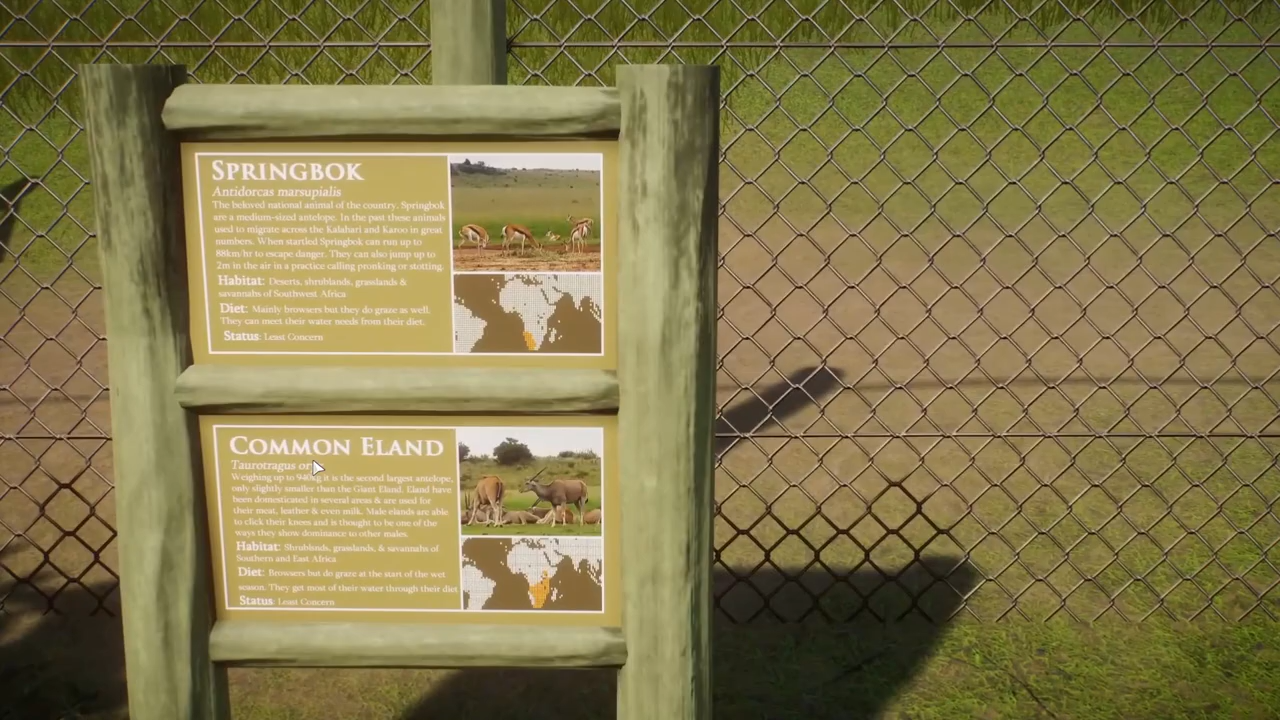 SPRINGBOK
Antidorcas marsupialis
The beloved national animal of the country. Springbok
are a medium-sized antelope. In the past these animals
used to migrate across the Kalahari and Karoo in great
numbers. When startled Springbok can run up to
88km/hr to escape danger. They can also jump up to
2m in the air in a practice calling pronking or stotting.
Habitat: Deserts, shrublands, grasslands &
savannahs of Southwest Africa
Diet: Mainly browsers but they do graze as well.
They can meet their water needs from their diet.
Status: Least Concern
COMMON ELAND
Taurotragus
Weighing up to 940kg it is the second largest antelope,
only slightly smaller than the Giant Eland. Eland have
been domesticated in several areas & are used for
their meat, leather & even milk. Male elands are able
to click their knees and is thought to be one of the
ways they show dominance to other males.
Habitat: Shrublands, grasslands, & savannahs of
Southern and East Africa
Diet: Browsers but do graze at the start of the wet
season. They get most of their water through their diet
Status: Least Concern